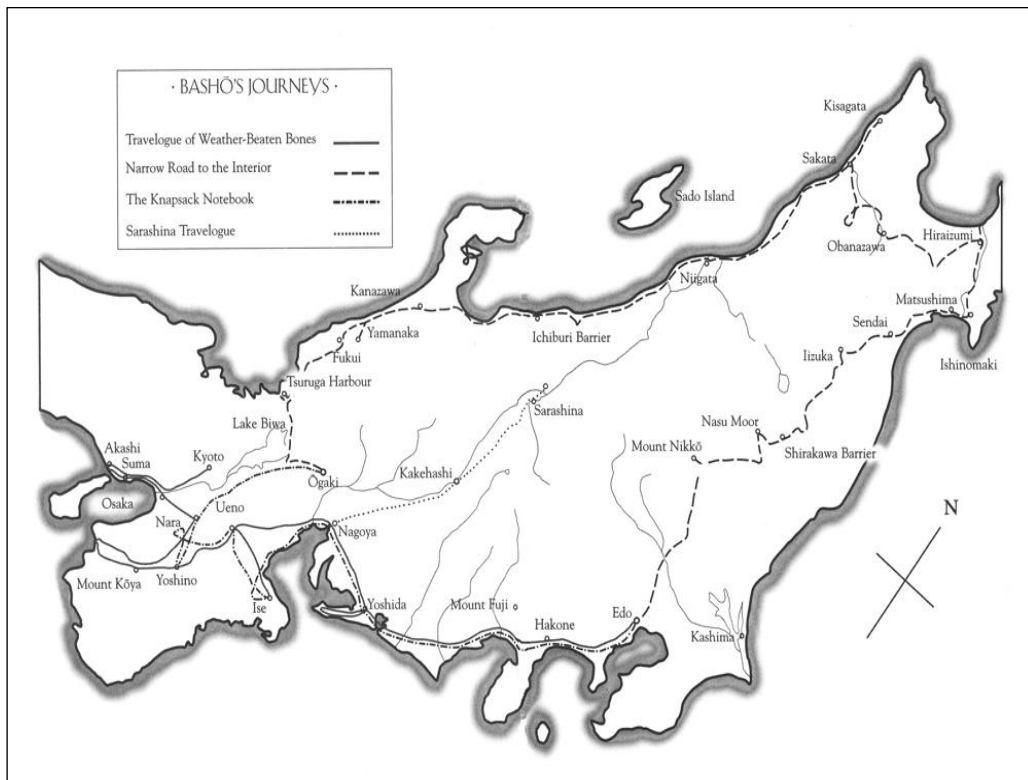 · BASHŌ'S JOURNEYS ·
Travelogue of Weather-Beaten Bones
Narrow Road to the Interior
The Knapsack Notebook
Sarashina Travelogue
Kisagata
Sakata
Sado Island
Obanazawa
Hiraizumi
Niigata
Kanazawa
Matsushima
Sendai
Yamanaka
Ichiburi Barrier
Fukui
Iizuka
Ishinomaki
Tsuruga Harbour
Sarashina
Nasu Moor
Lake Biwa
Mount Nikkō
Shirakawa Barrier
Akashi
Suma
Kyoto
Kakehashi
Ōgaki
Osaka
Ueno
N
Nara
Nagoya
Mount Kōya
Yoshino
Ise
Yoshida
Mount Fuji
Hakone
Edo
Kashima